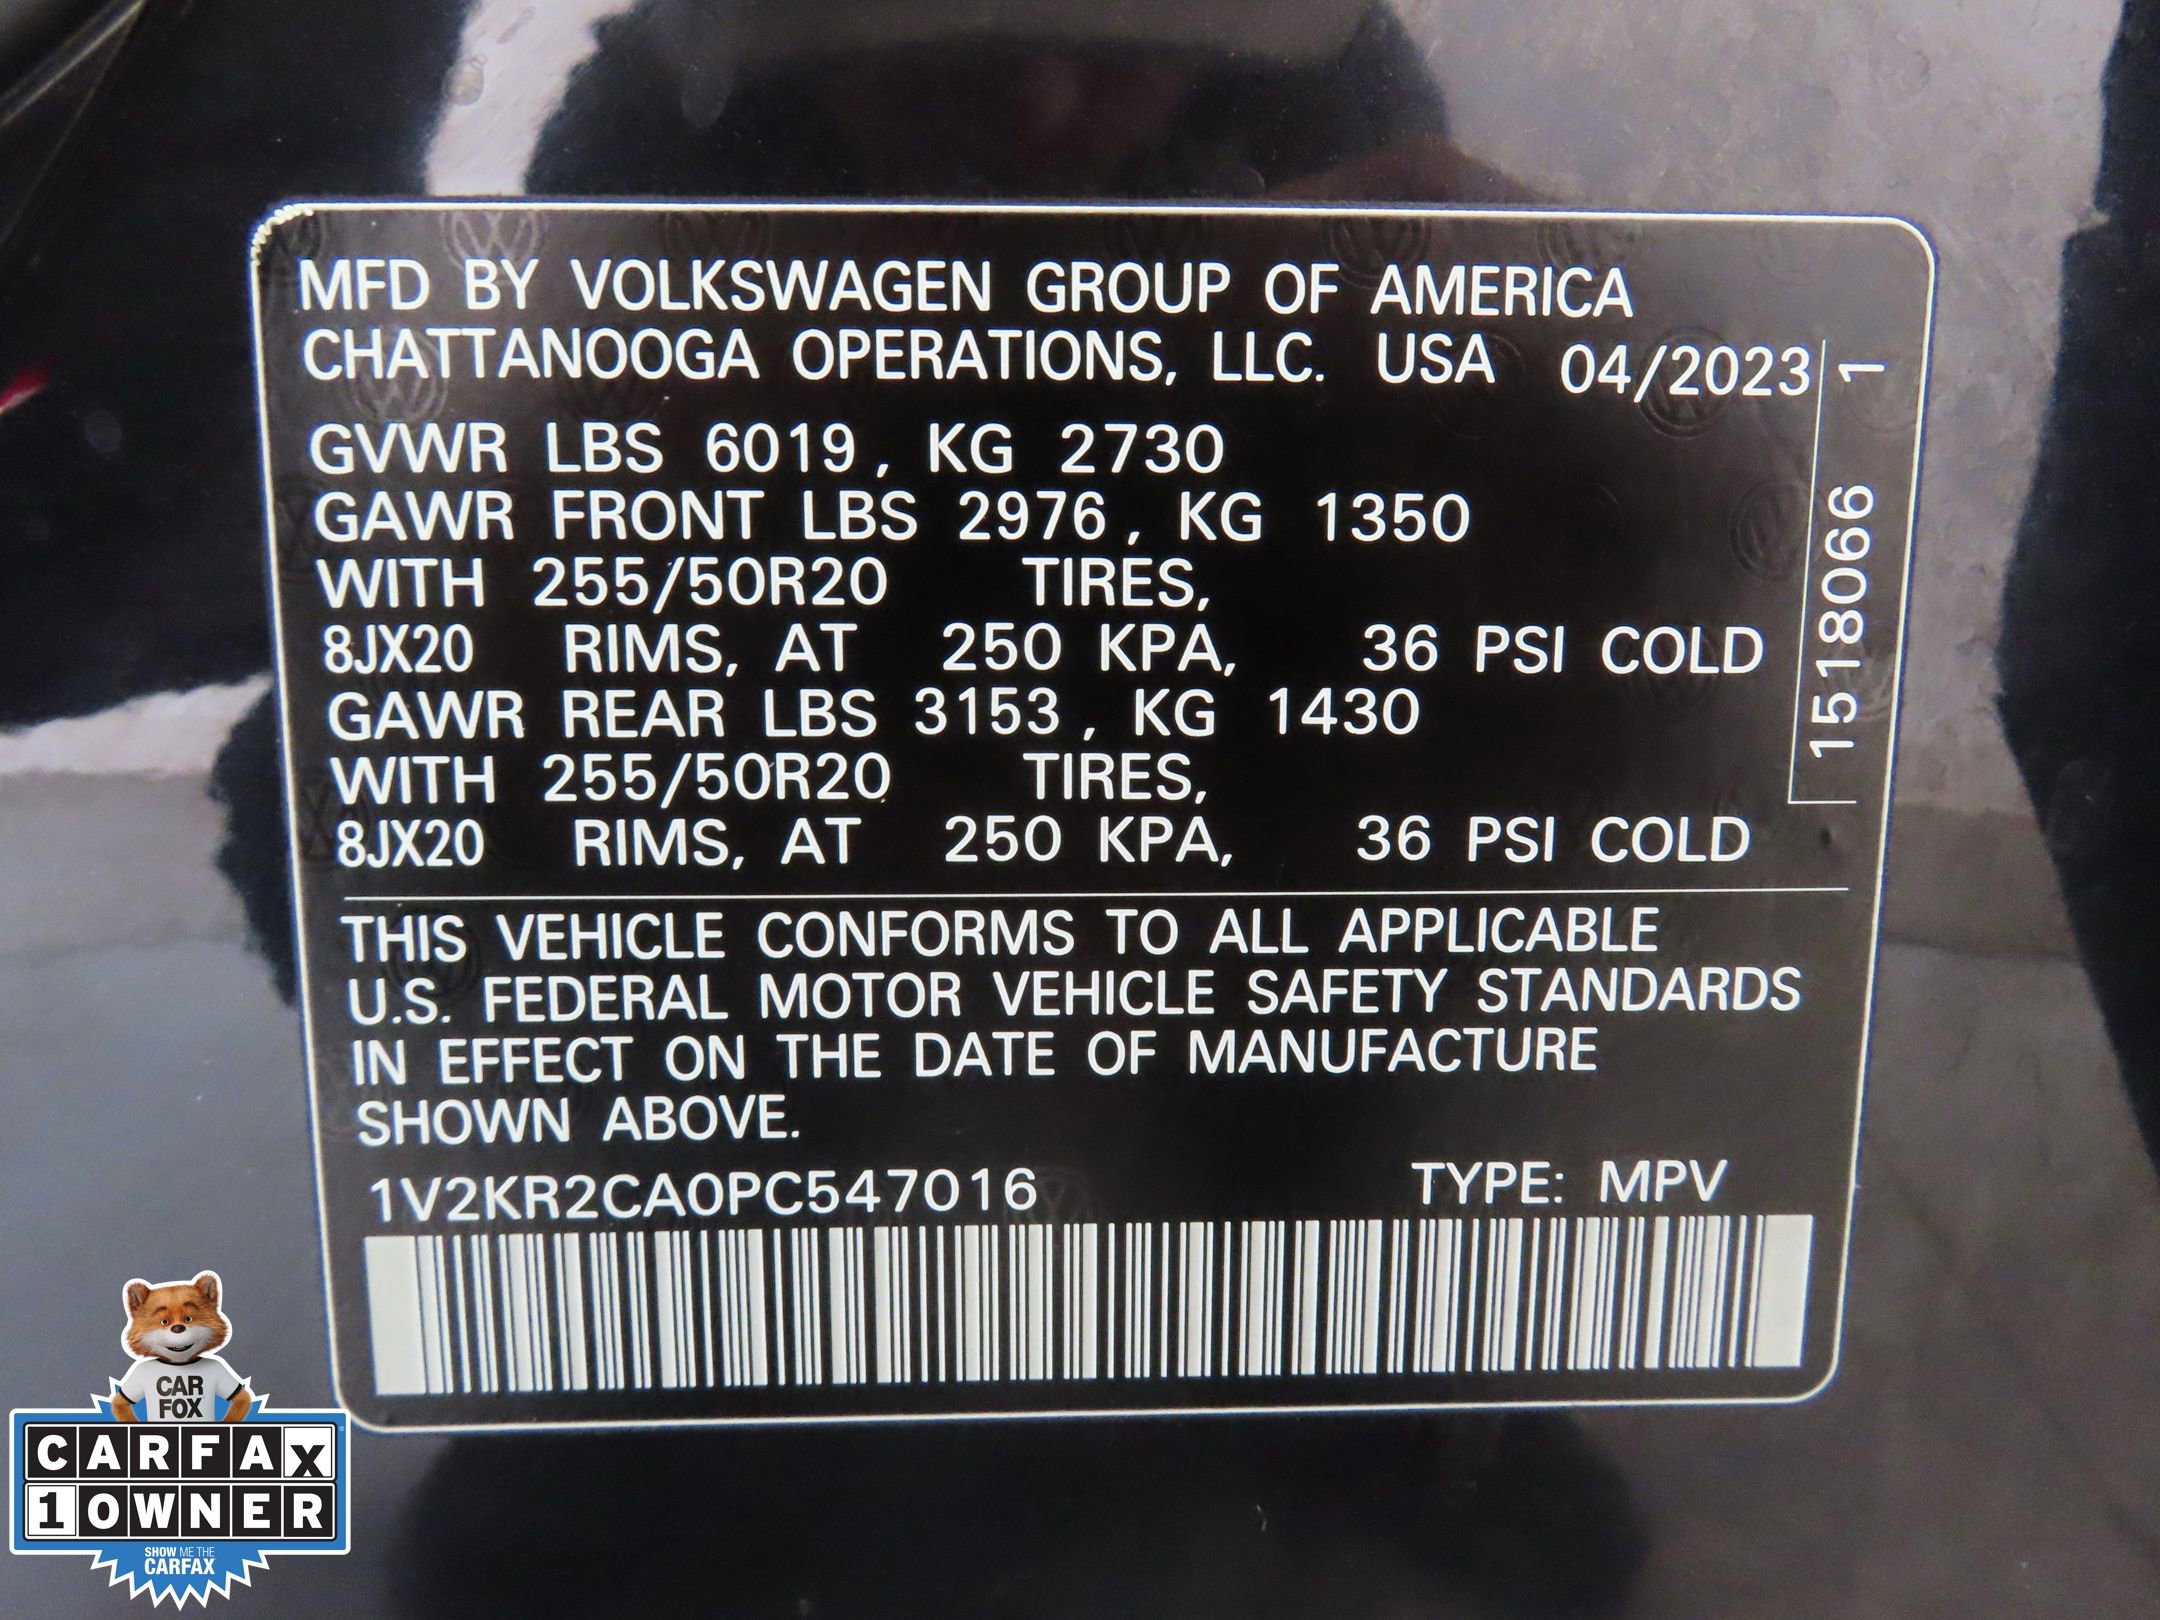 MFD BY VOLKSWAGEN GROUP OF AMERICA
CHATTANOOGA OPERATIONS, LLC. USA 04/2023
GVWR LBS 6019, KG 2730
GAWR FRONT LBS 2976, KG 1350
WITH 255/50R20 TIRES,
8JX20 RIMS, AT 250 KPA, 36 PSI COLD
GAWR REAR LBS 3153, KG 1430
WITH 255/50R20 TIRES,
8JX20 RIMS, AT 250 KPA, 36 PSI COLD
1518066 1
THIS VEHICLE CONFORMS TO ALL APPLICABLE
U.S. FEDERAL MOTOR VEHICLE SAFETY STANDARDS
IN EFFECT ON THE DATE OF MANUFACTURE
SHOWN ABOVE.
1V2KR2CA0PC547016 TYPE: MPV
CAR
FOX
CARFAX
1 OWNER
SHOW ME THE
CARFAX